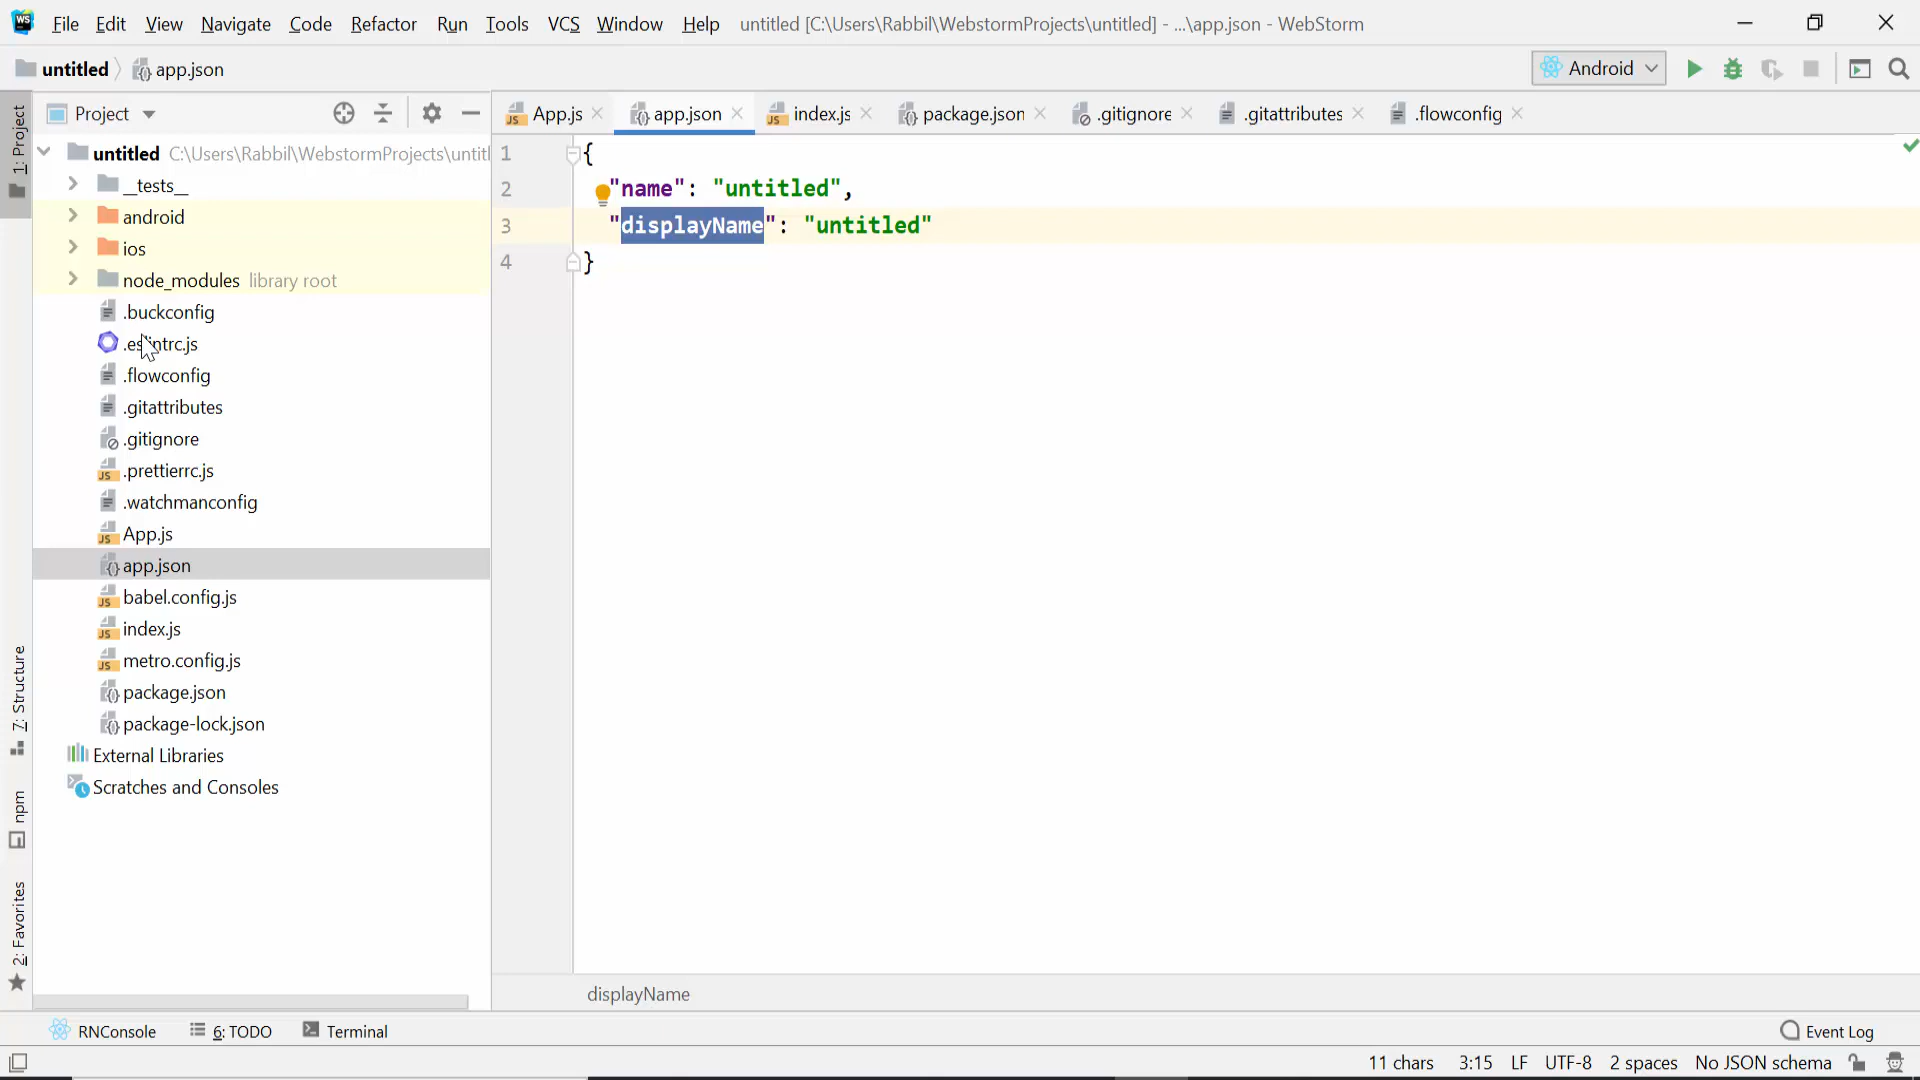 WS File Edit View Navigate Code Refactor Run Tools VCS Window Help untitled [C:\Users\Rabbil\WebstormProjects\untitled] - ...\app.json - WebStorm
untitled app.json Android
Project App.js app.json index.js package.json .gitignore .gitattributes .flowconfig
1: Project
7: Structure
npm
2: Favorites
untitled C:\Users\Rabbil\WebstormProjects\untitl
__tests__
android
ios
node_modules library root
.buckconfig
.eslintrc.js
.flowconfig
.gitattributes
.gitignore
.prettierrc.js
.watchmanconfig
App.js
app.json
babel.config.js
index.js
metro.config.js
package.json
package-lock.json
External Libraries
Scratches and Consoles
1 {
2 "name": "untitled",
3 "displayName": "untitled"
4 }
displayName
RNConsole 6: TODO Terminal Event Log
11 chars 3:15 LF UTF-8 2 spaces No JSON schema